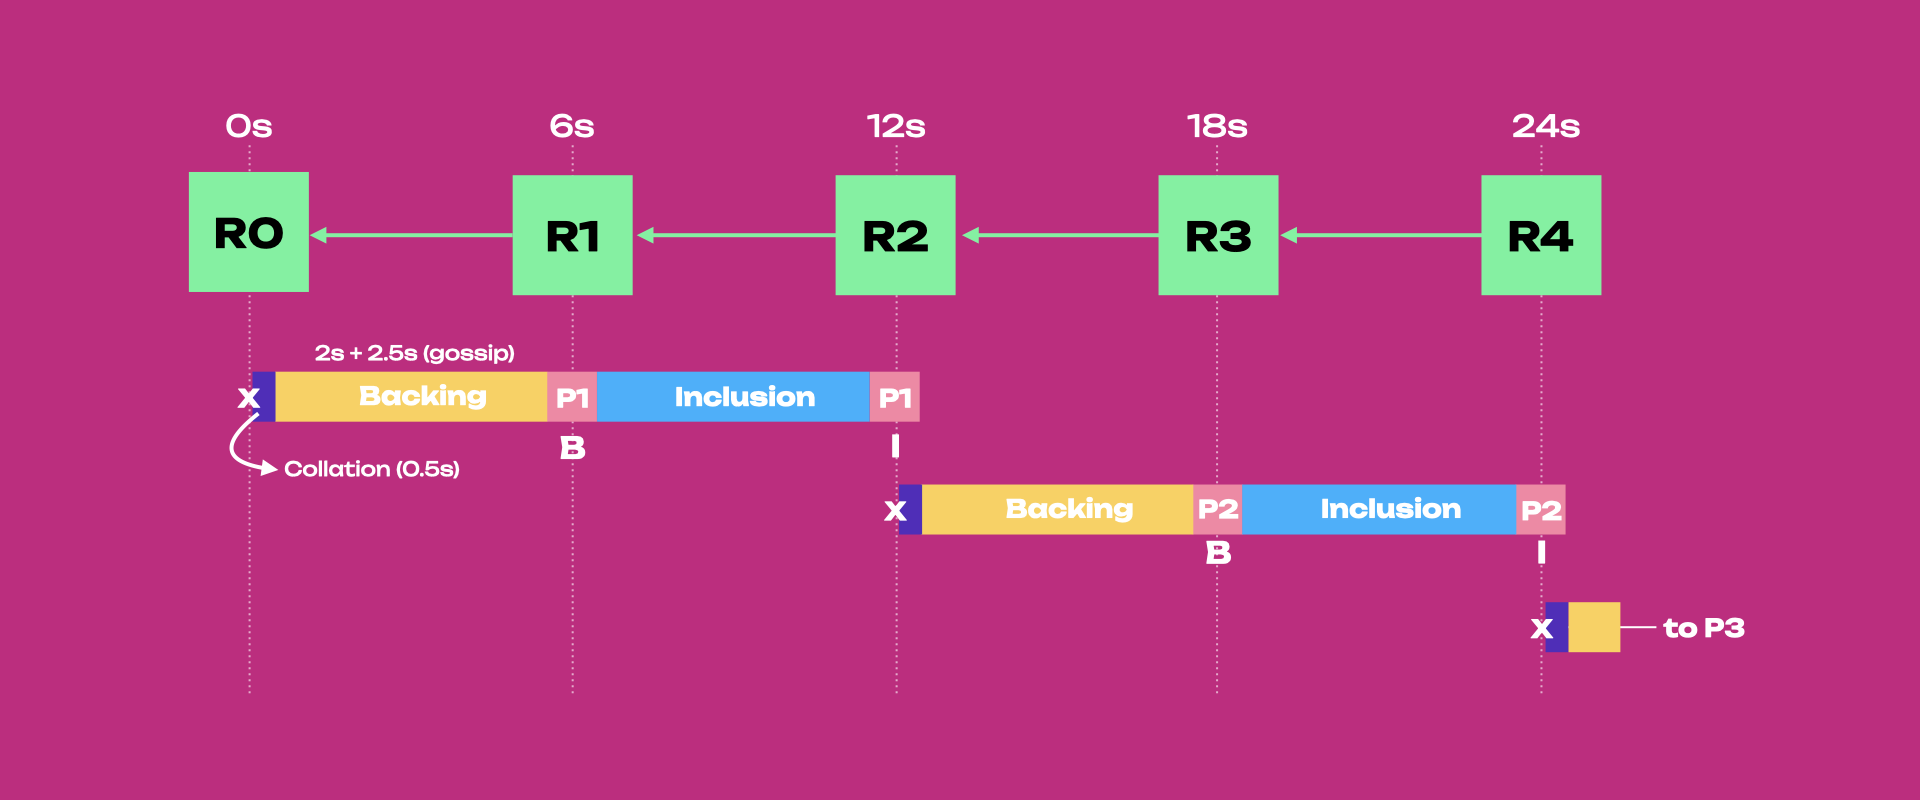 0s 6s 12s 18s 24s
R0 R1 R2 R3 R4
2s + 2.5s (gossip)
x Backing P1 Inclusion P1
B I
Collation (0.5s)
x Backing P2 Inclusion P2
B I
x to P3